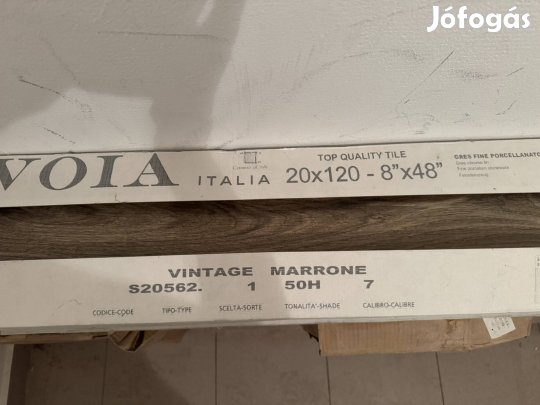 Jófogás
VOIA ITALIA
TOP QUALITY TILE
20x120 - 8"x48"
GRES FINE PORCELLANATO
VINTAGE MARRONE
S20562. 1 50H 7
CODICE-CODE TIPO-TYPE SCELTA-SORTE TONALITA'-SHADE CALIBRO-CALIBRE